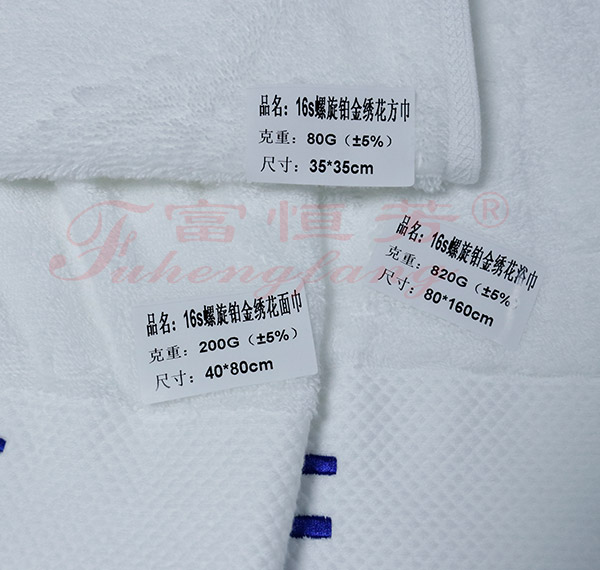 品名：16s螺旋铂金绣花方巾
克重：80G（±5%）
尺寸：35*35cm
富恒芳®
Fuhengfang
品名：16s螺旋铂金绣花浴巾
克重：820G（±5%
尺寸：80*160cm
品名：16s螺旋铂金绣花面巾
克重：200G（±5%）
尺寸：40*80cm